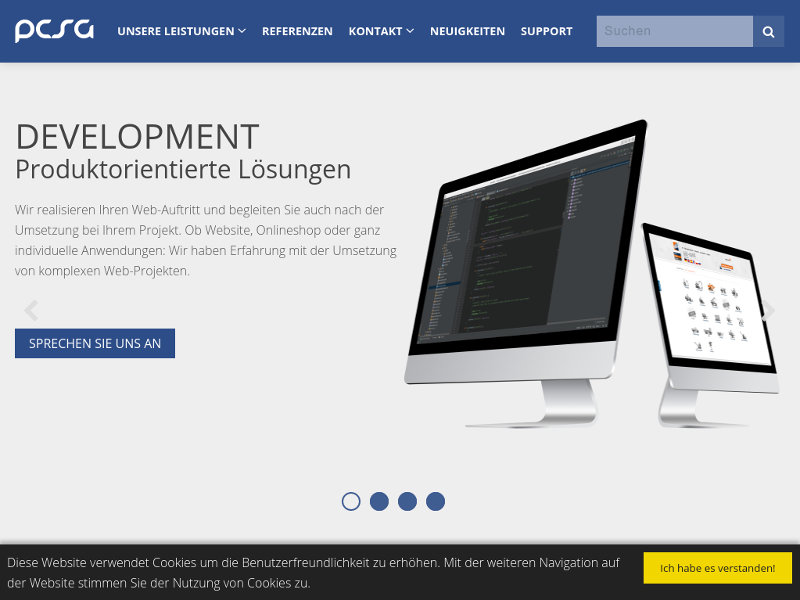 pcsg
UNSERE LEISTUNGEN
REFERENZEN
KONTAKT
NEUIGKEITEN
SUPPORT
Suchen
DEVELOPMENT
Produktorientierte Lösungen
Wir realisieren Ihren Web-Auftritt und begleiten Sie auch nach der
Umsetzung bei Ihrem Projekt. Ob Website, Onlineshop oder ganz
individuelle Anwendungen: Wir haben Erfahrung mit der Umsetzung
von komplexen Web-Projekten.
SPRECHEN SIE UNS AN
Diese Website verwendet Cookies um die Benutzerfreundlichkeit zu erhöhen. Mit der weiteren Navigation auf
der Website stimmen Sie der Nutzung von Cookies zu.
Ich habe es verstanden!